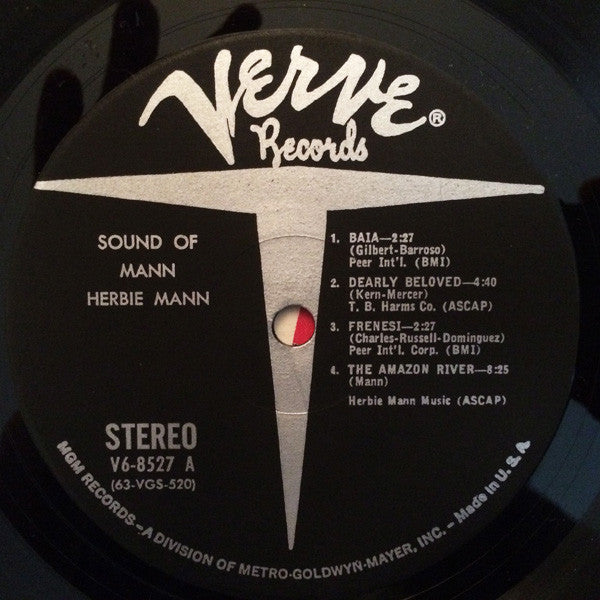 Verve®
Records
SOUND OF
MANN
HERBIE MANN
1. BAIA—2:27
(Gilbert-Barroso)
Peer Int'l. (BMI)
2. DEARLY BELOVED—4:40
(Kern-Mercer)
T. B. Harms Co. (ASCAP)
3. FRENESI—2:27
(Charles-Russell-Dominguez)
Peer Int'l. Corp. (BMI)
4. THE AMAZON RIVER—8:25
(Mann)
Herbie Mann Music (ASCAP)
STEREO
V6-8527 A
(63-VGS-520)
MGM RECORDS—A DIVISION OF METRO-GOLDWYN-MAYER, INC. – Made in U. S. A.